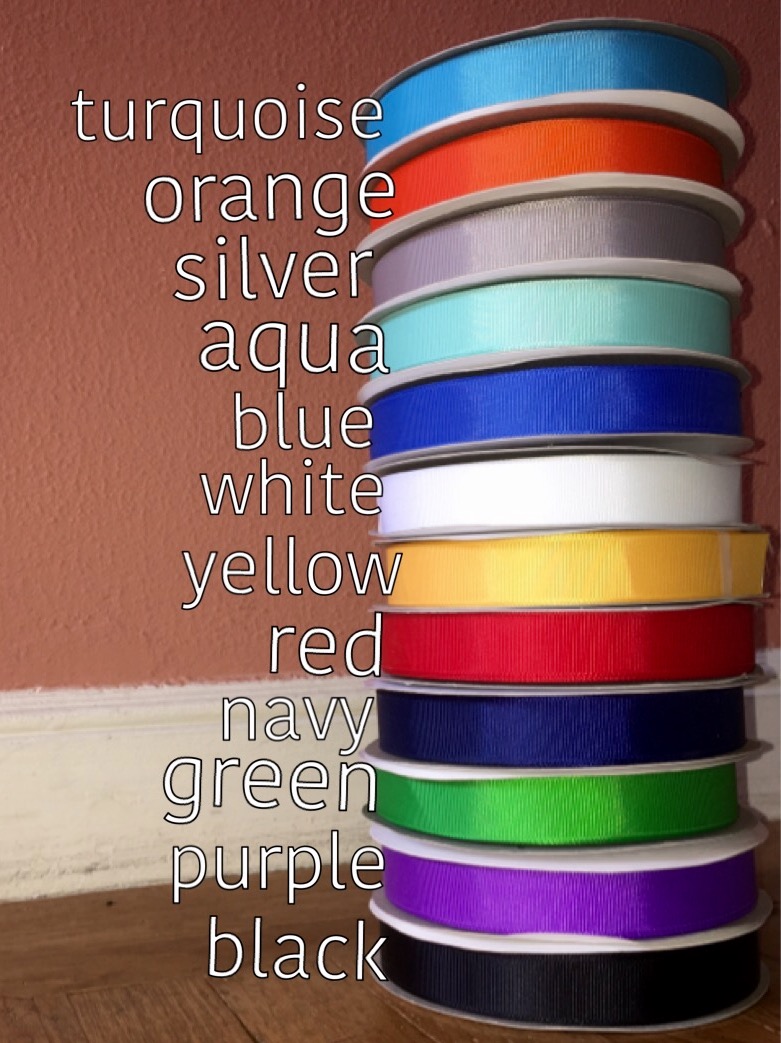 turquoise
orange
silver
aqua
blue
white
yellow
red
navy
green
purple
black